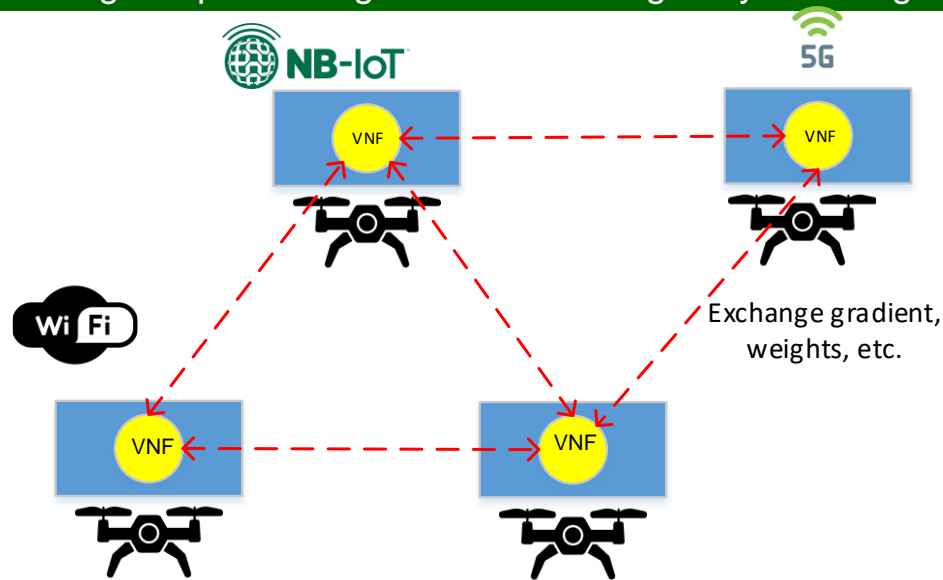 NB-IoT
5G
VNF
VNF
Wi Fi
Exchange gradient,
weights, etc.
VNF
VNF